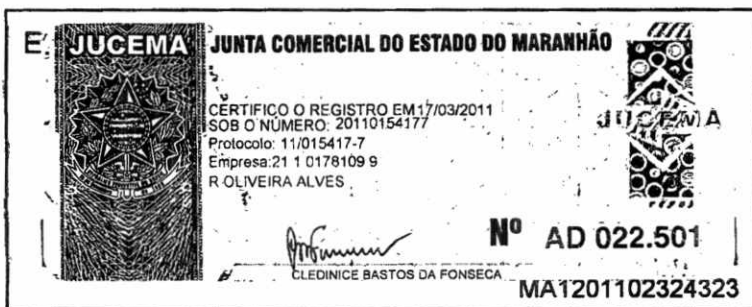 E
JUCEMA
JUNTA COMERCIAL DO ESTADO DO MARANHÃO
CERTIFICO O REGISTRO EM 17/03/2011
SOB O NÚMERO: 20110154177
Protocolo: 11/015417-7
Empresa:21 1 0178109 9
R OLIVEIRA ALVES
JUCEMA
Nº AD 022.501
CLEDINICE BASTOS DA FONSECA
MA1201102324323